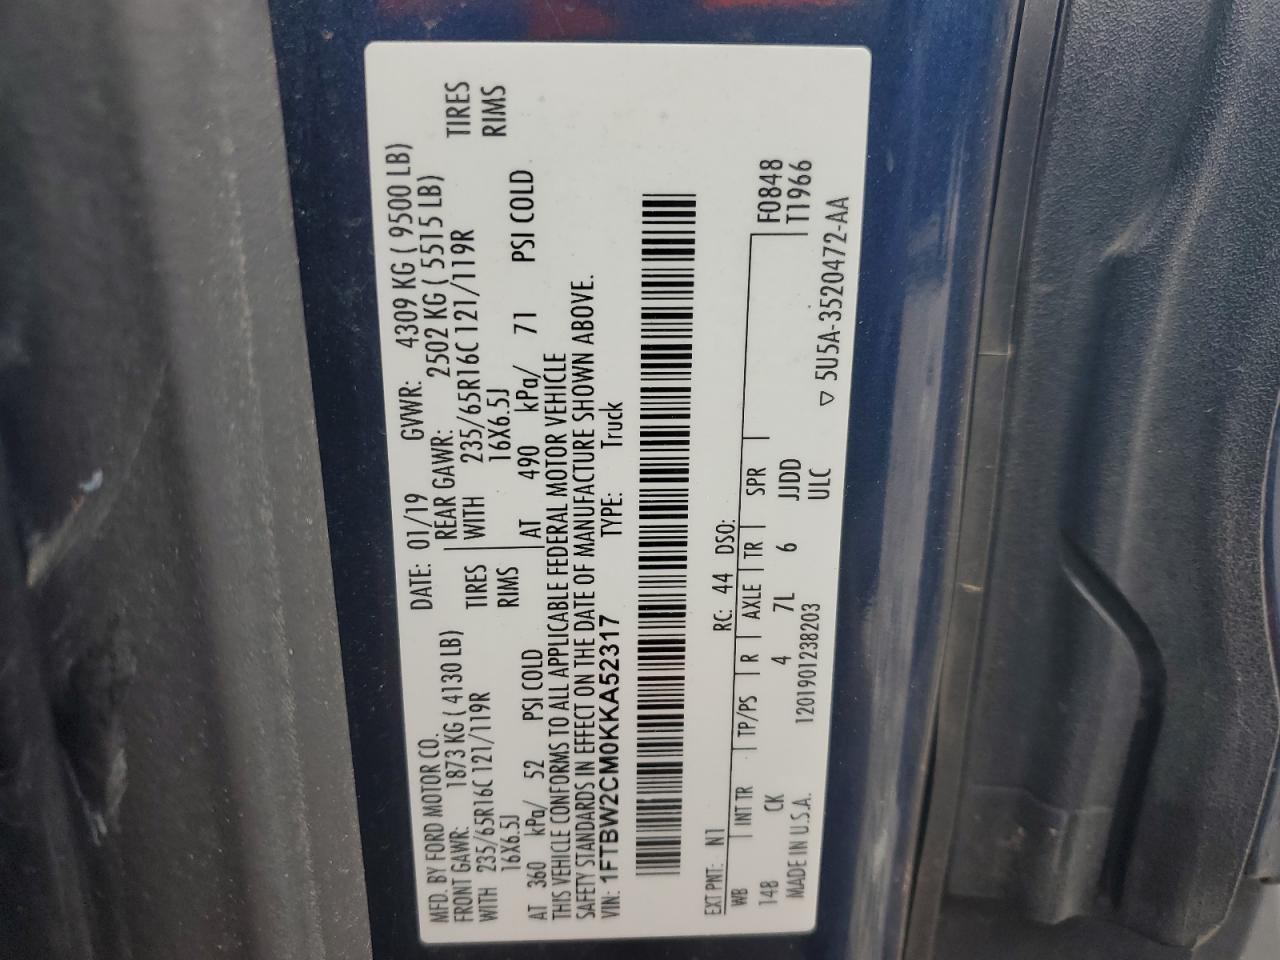 MFD. BY FORD MOTOR CO. DATE: 01/19 GVWR: 4309 KG ( 9500 LB)
FRONT GAWR: 1873 KG ( 4130 LB) REAR GAWR: 2502 KG ( 5515 LB)
WITH 235/65R16C 121/119R TIRES WITH 235/65R16C 121/119R TIRES
16X6.5J RIMS 16X6.5J RIMS
AT 360 kPa/ 52 PSI COLD AT 490 kPa/ 71 PSI COLD
THIS VEHICLE CONFORMS TO ALL APPLICABLE FEDERAL MOTOR VEHICLE
SAFETY STANDARDS IN EFFECT ON THE DATE OF MANUFACTURE SHOWN ABOVE.
VIN: 1FTBW2CM0KKA52317 TYPE: Truck
EXT PNT: N1 RC: 44 DSO:
WB INT TR TP/PS R AXLE TR SPR F0848
148 CK 4 7L 6 JJDD T1966
MADE IN U.S.A. 1201901238203 ULC ▽ 5U5A-3520472-AA